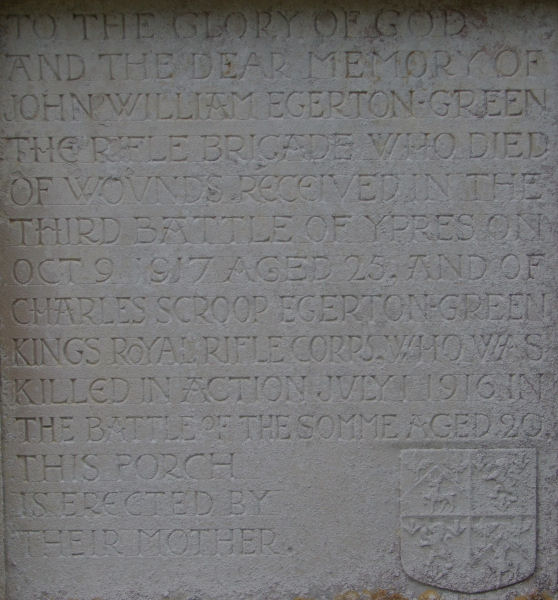 TO THE GLORY OF GOD
AND THE DEAR MEMORY OF
JOHN WILLIAM EGERTON-GREEN
THE RIFLE BRIGADE WHO DIED
OF WOVNDS RECEIVED IN THE
THIRD BATTLE OF YPRES ON
OCT 9 1917 AGED 25. AND OF
CHARLES SCROOP EGERTON-GREEN
KINGS ROYAL RIFLE CORPS. WHO WAS
KILLED IN ACTION JVLY 1 1916 IN
THE BATTLE OF THE SOMME AGED 20.
THIS PORCH
IS ERECTED BY
THEIR MOTHER.